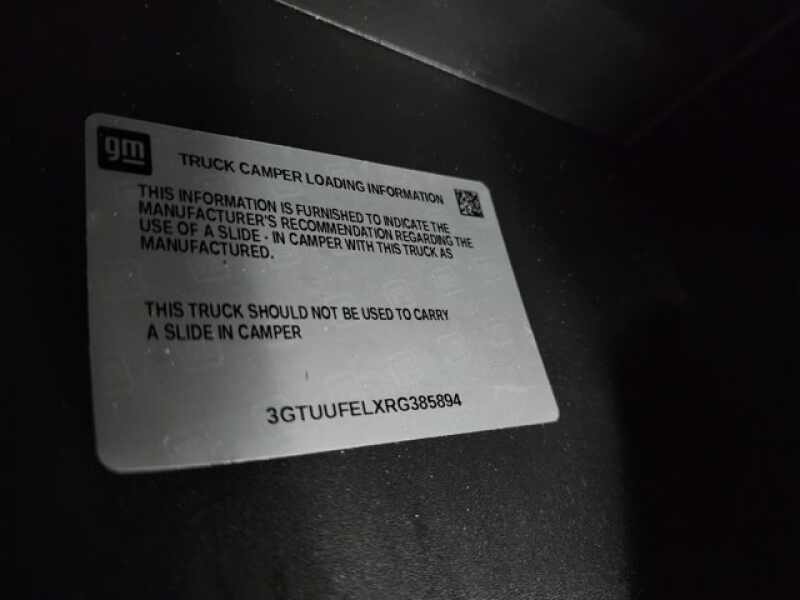 gm
TRUCK CAMPER LOADING INFORMATION
THIS INFORMATION IS FURNISHED TO INDICATE THE
MANUFACTURER'S RECOMMENDATION REGARDING THE
USE OF A SLIDE - IN CAMPER WITH THIS TRUCK AS
MANUFACTURED.
THIS TRUCK SHOULD NOT BE USED TO CARRY
A SLIDE IN CAMPER
3GTUUFELXRG385894